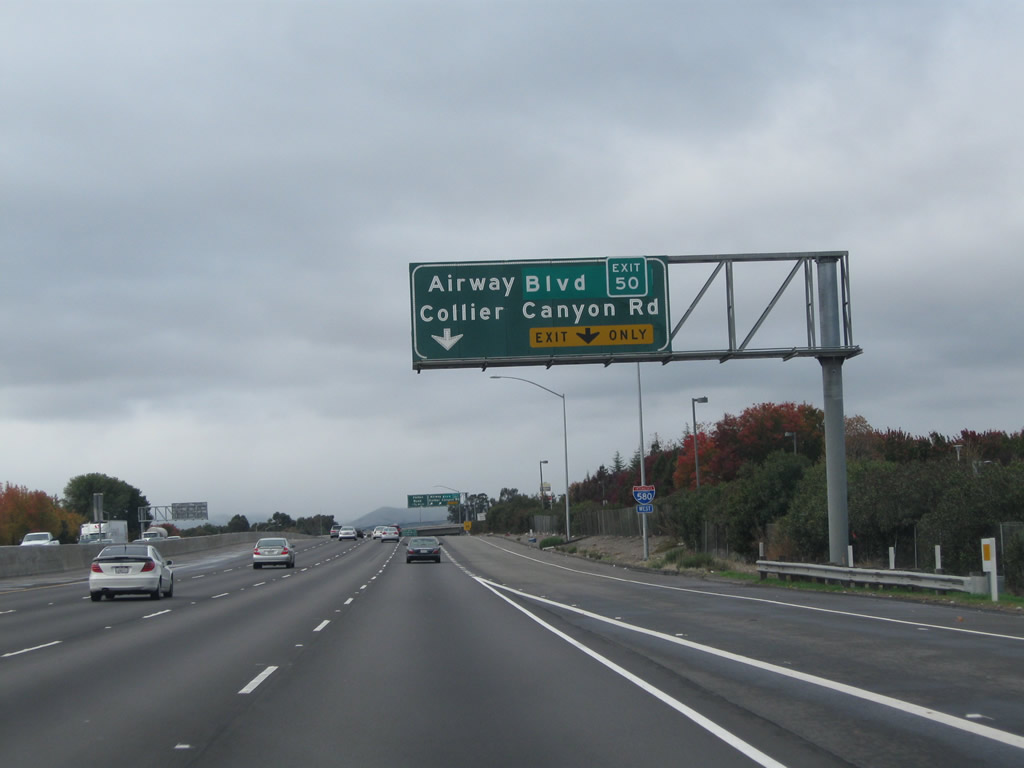 Airway Blvd
EXIT
50
Collier Canyon Rd
EXIT ONLY
580
WEST